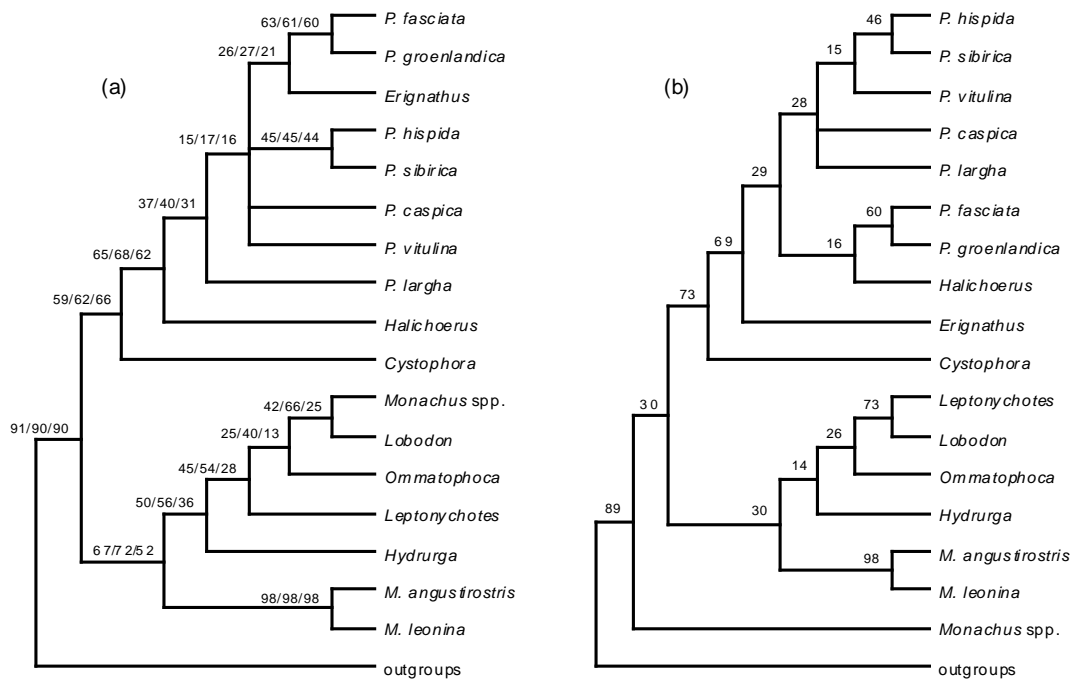 (a)
63/61/60
P. fasciata
26/27/21
P. groenlandica
Erignathus
15/17/16
45/45/44
P. hispida
P. sibirica
37/40/31
P. caspica
65/68/62
P. vitulina
59/62/66
P. largha
Halichoerus
Cystophora
42/66/25
Monachus spp.
91/90/90
25/40/13
Lobodon
45/54/28
Ommatophoca
50/56/36
Leptonychotes
67/72/52
Hydrurga
98/98/98
M. angustirostris
M. leonina
outgroups
(b)
46
P. hispida
15
P. sibirica
28
P. vitulina
P. caspica
29
P. largha
60
P. fasciata
69
16
P. groenlandica
73
Halichoerus
Erignathus
Cystophora
30
73
Leptonychotes
26
Lobodon
14
Ommatophoca
89
30
Hydrurga
98
M. angustirostris
M. leonina
Monachus spp.
outgroups